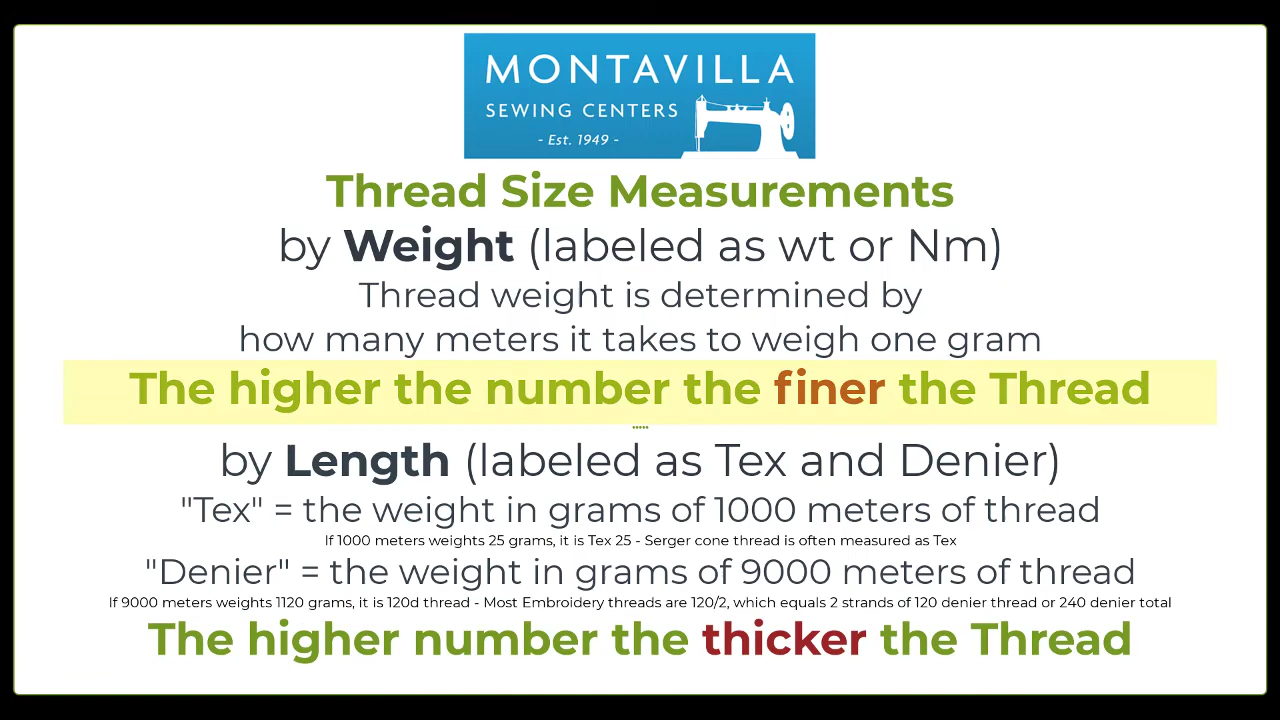 MONTAVILLA
SEWING CENTERS
- Est. 1949 -
Thread Size Measurements
by Weight (labeled as wt or Nm)
Thread weight is determined by
how many meters it takes to weigh one gram
The higher the number the finer the Thread
by Length (labeled as Tex and Denier)
"Tex" = the weight in grams of 1000 meters of thread
If 1000 meters weights 25 grams, it is Tex 25 - Serger cone thread is often measured as Tex
"Denier" = the weight in grams of 9000 meters of thread
If 9000 meters weights 1120 grams, it is 120d thread - Most Embroidery threads are 120/2, which equals 2 strands of 120 denier thread or 240 denier total
The higher number the thicker the Thread